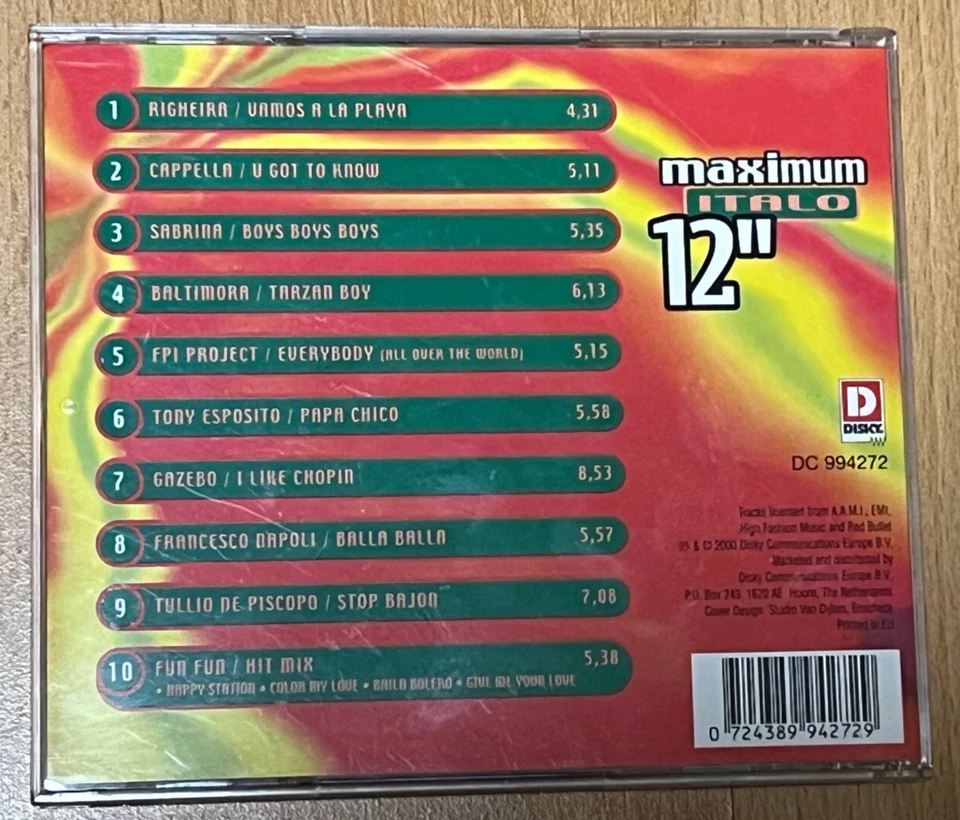 1 RIGHEIRA / VAMOS A LA PLAYA 4,31
2 CAPPELLA / U GOT TO KNOW 5,11
3 SABRINA / BOYS BOYS BOYS 5,35
4 BALTIMORA / TARZAN BOY 6,13
5 FPI PROJECT / EVERYBODY (ALL OVER THE WORLD) 5,15
6 TONY ESPOSITO / PAPA CHICO 5,58
7 GAZEBO / I LIKE CHOPIN 8,53
8 FRANCESCO NAPOLI / BALLA BALLA 5,57
9 TULLIO DE PISCOPO / STOP BAJON 7,08
10 FUN FUN / HIT MIX 5,38
• HAPPY STATION • COLOR MY LOVE • BAILA BOLERO • GIVE ME YOUR LOVE
maximum
ITALO
12"
D
DISKY
DC 994272
Tracks licensed from A.A.M.I., EMI,
High Fashion Music and Red Bullet
℗ & © 2000 Disky Communications Europe B.V.
Marketed and distributed by
Disky Communications Europe B.V.,
P.O. Box 243 1620 AE Hoorn, The Netherlands
Cover Design: Studio Van Dyken, Enschede
Printed in EU
0 724389 942729